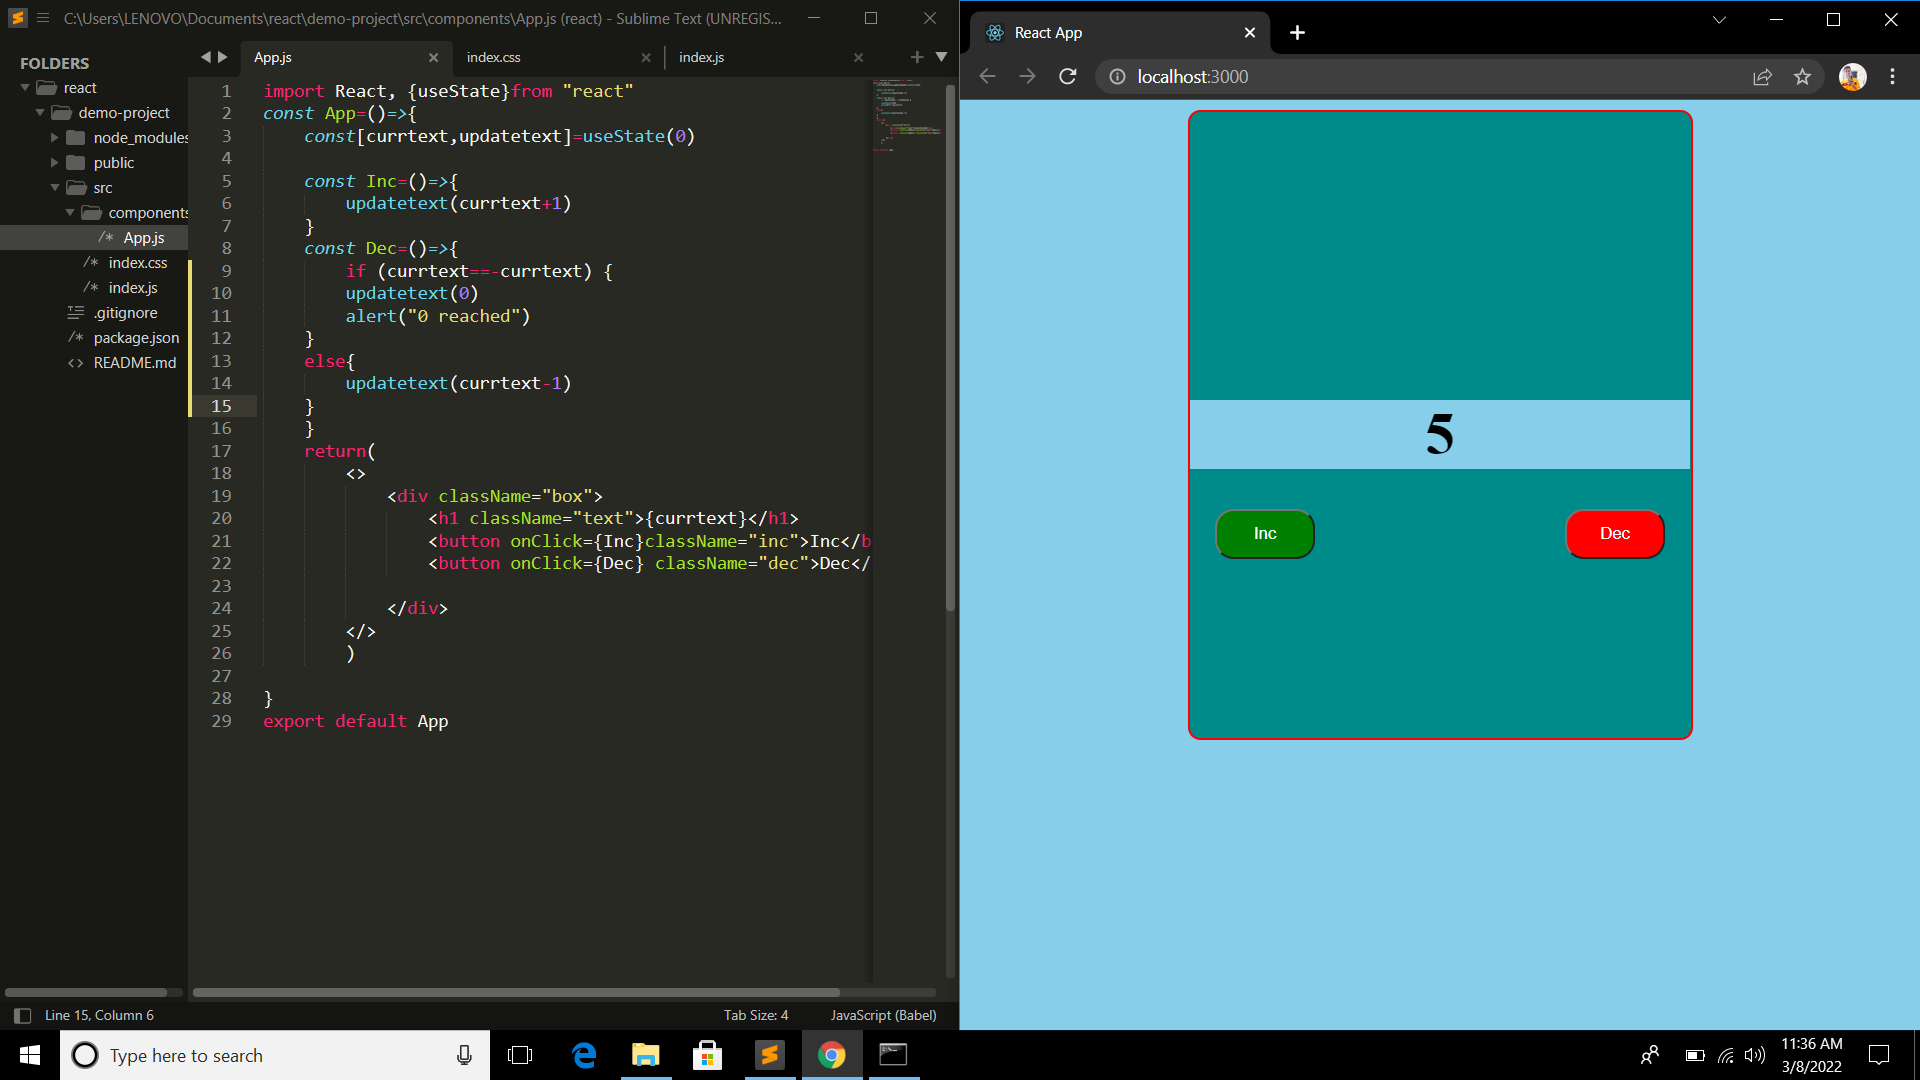 C:\Users\LENOVO\Documents\react\demo-project\src\components\App.js (react) - Sublime Text (UNREGIS...
FOLDERS
react
demo-project
node_modules
public
src
components
App.js
index.css
index.js
.gitignore
package.json
README.md
App.js
index.css
index.js
1 import React, {useState}from "react"
2 const App=()=>{
3 const[currtext,updatetext]=useState(0)
4
5 const Inc=()=>{
6 updatetext(currtext+1)
7 }
8 const Dec=()=>{
9 if (currtext==-currtext) {
10 updatetext(0)
11 alert("0 reached")
12 }
13 else{
14 updatetext(currtext-1)
15 }
16 }
17 return(
18 <>
19 <div className="box">
20 <h1 className="text">{currtext}</h1>
21 <button onClick={Inc}className="inc">Inc</b
22 <button onClick={Dec} className="dec">Dec</
23
24 </div>
25 </>
26 )
27
28 }
29 export default App
Line 15, Column 6
Tab Size: 4
JavaScript (Babel)
React App
localhost:3000
5
Inc
Dec
Type here to search
11:36 AM
3/8/2022